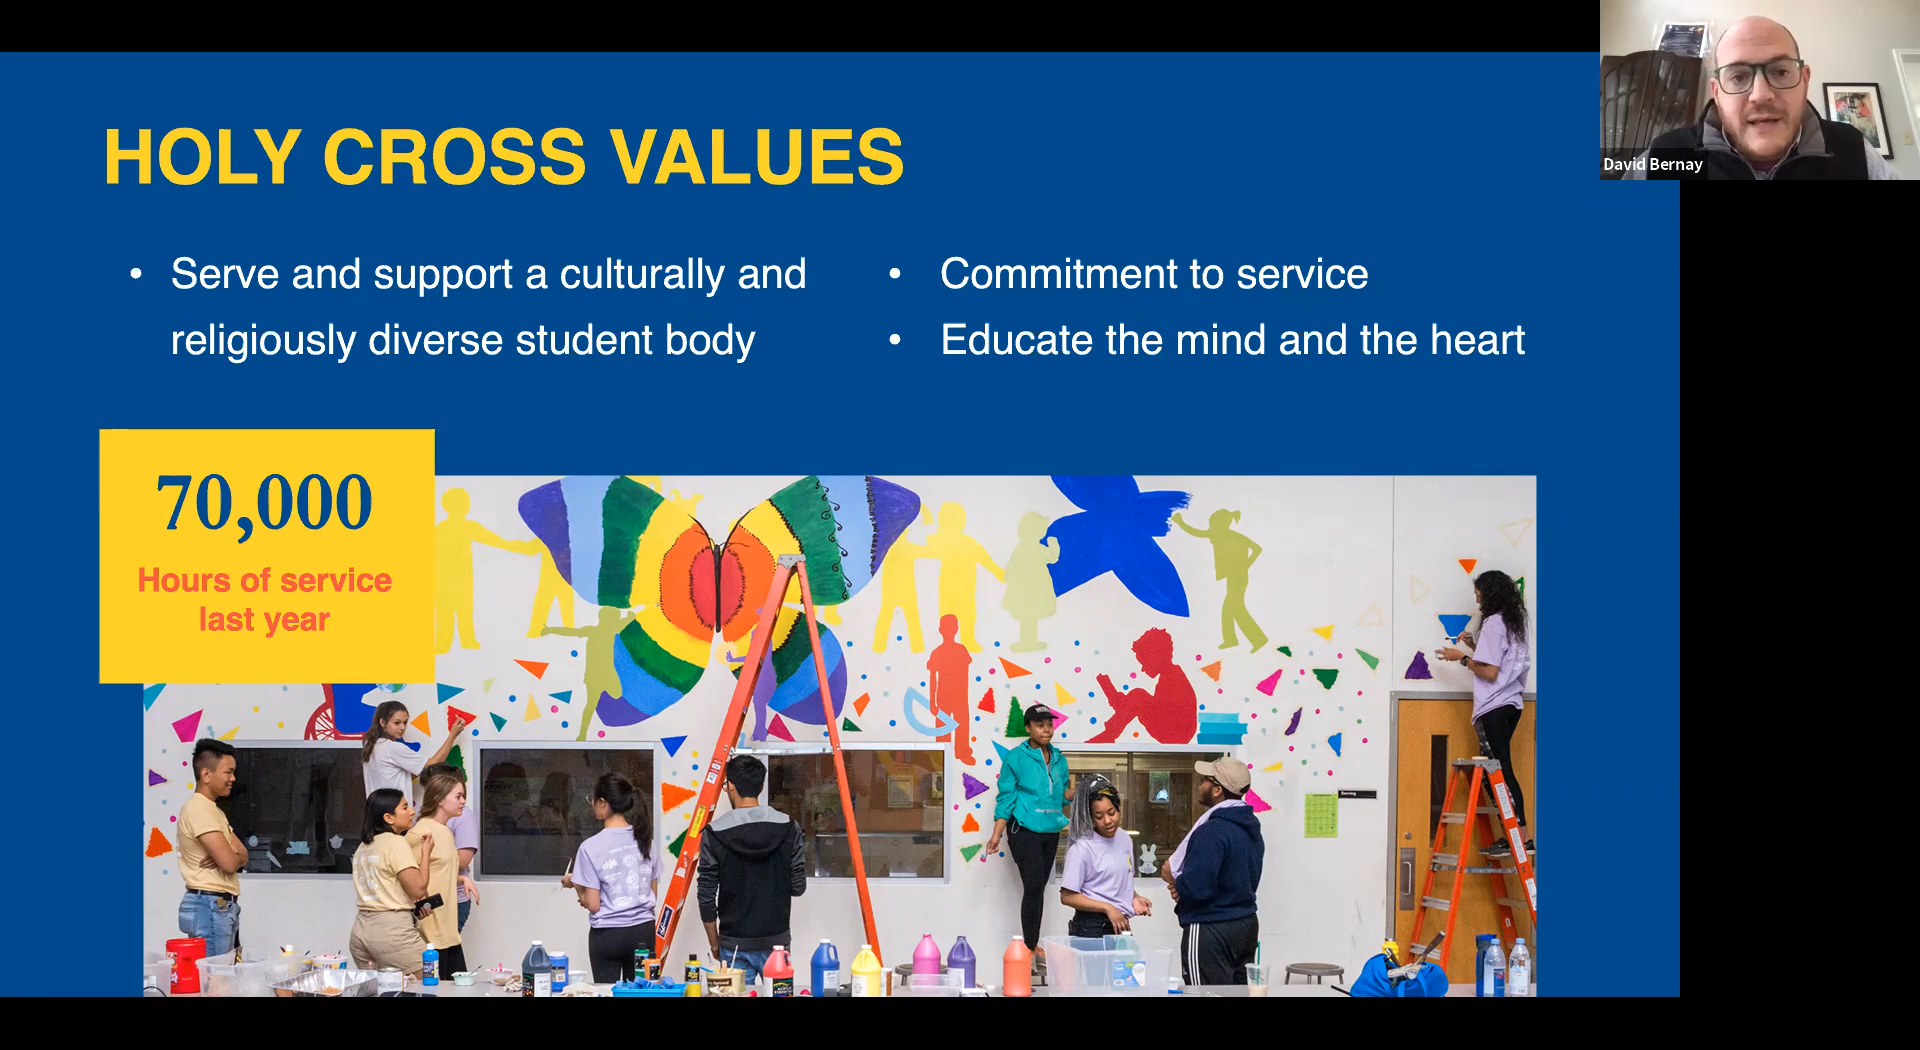 HOLY CROSS VALUES
• Serve and support a culturally and
religiously diverse student body
• Commitment to service
• Educate the mind and the heart
70,000
Hours of service
last year
David Bernay